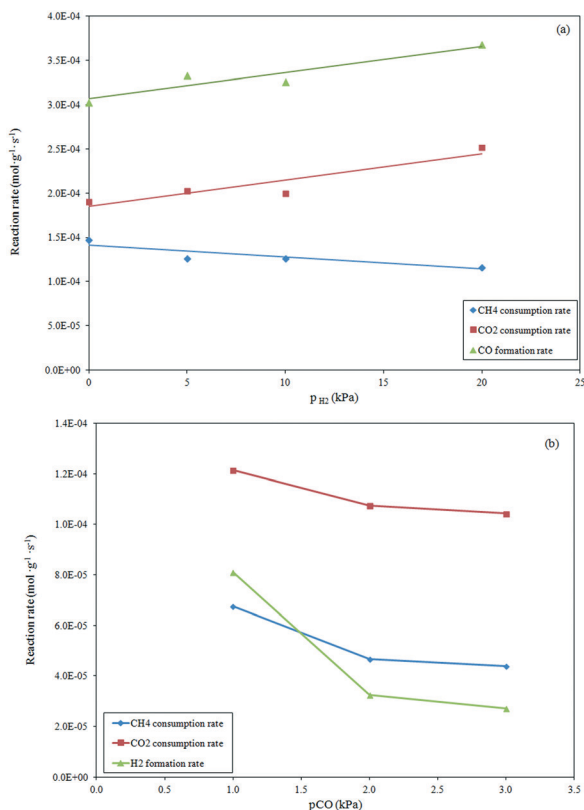 (a)
4.0E-04
3.5E-04
3.0E-04
2.5E-04
2.0E-04
1.5E-04
1.0E-04
5.0E-05
0.0E+00
Reaction rate (mol·g⁻¹·s⁻¹)
CH4 consumption rate
CO2 consumption rate
CO formation rate
0 5 10 15 20 25
p H2 (kPa)
(b)
1.4E-04
1.2E-04
1.0E-04
8.0E-05
6.0E-05
4.0E-05
2.0E-05
0.0E+00
Reaction rate (mol·g⁻¹·s⁻¹)
CH4 consumption rate
CO2 consumption rate
H2 formation rate
0.0 0.5 1.0 1.5 2.0 2.5 3.0 3.5
pCO (kPa)